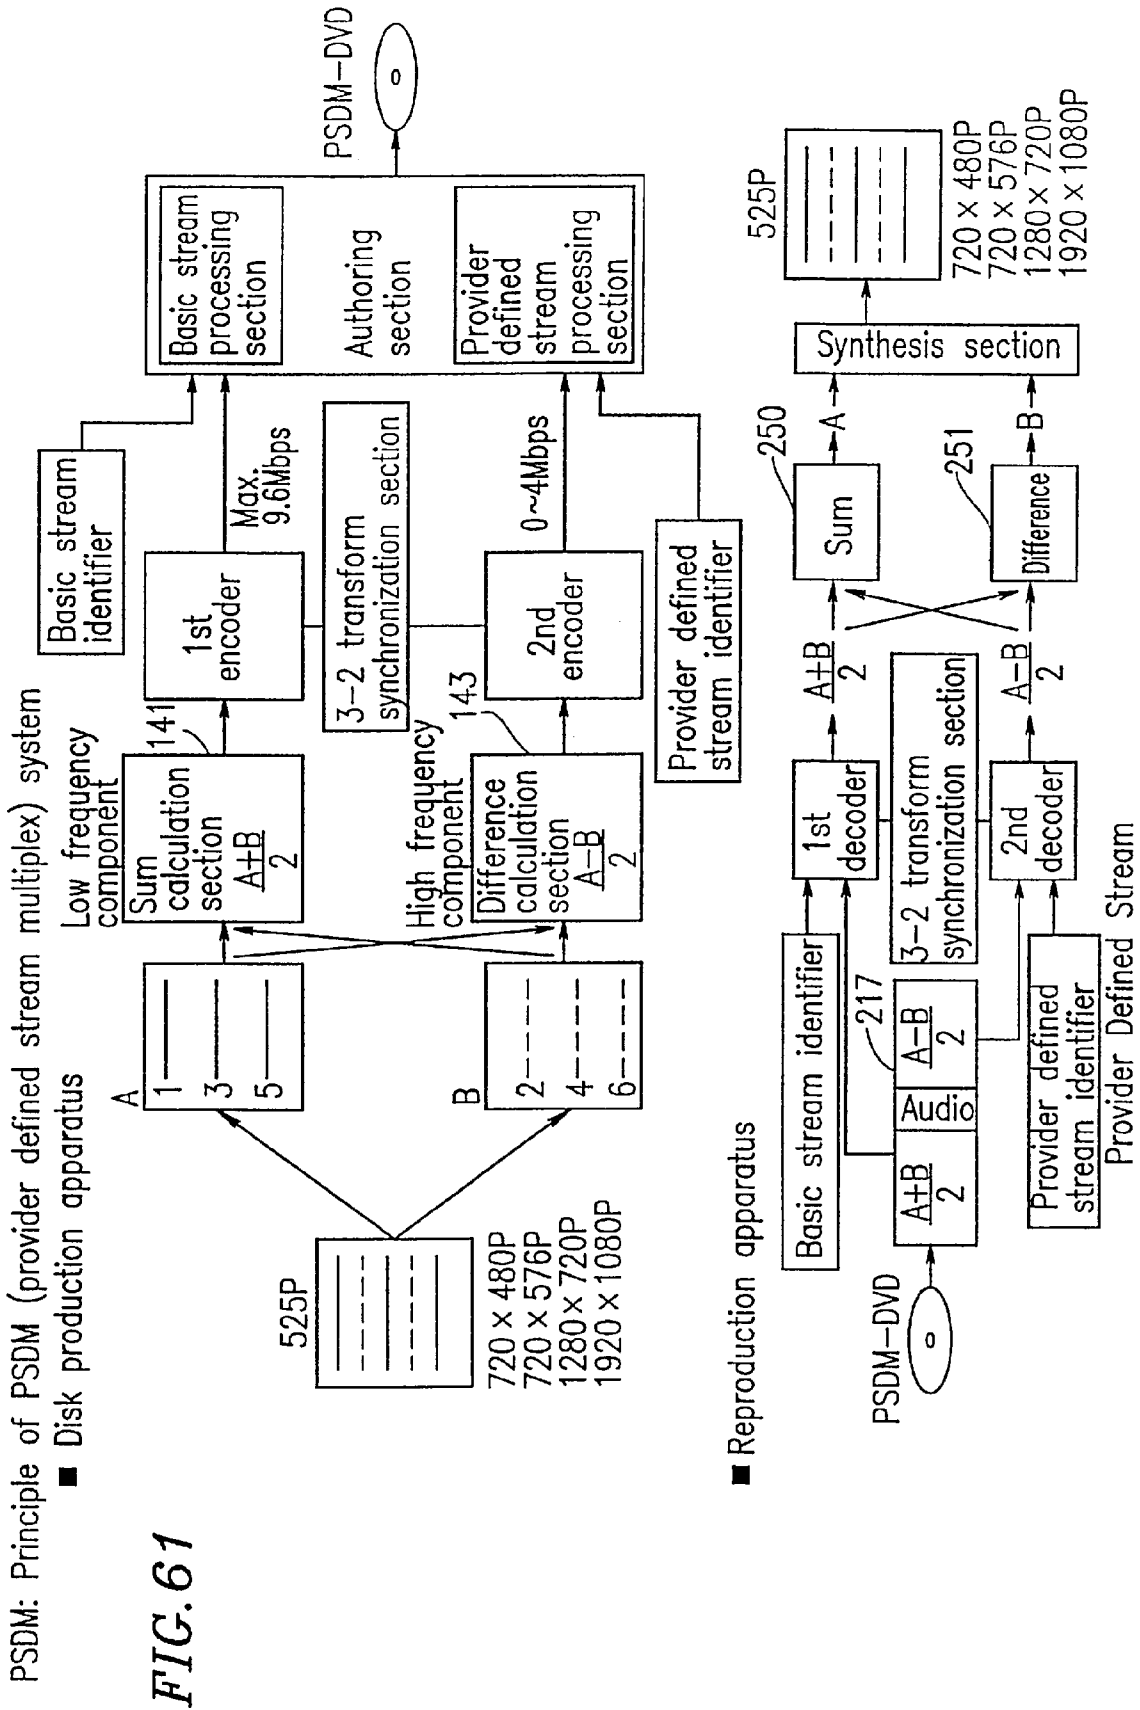 FIG.61
PSDM: Principle of PSDM (provider defined stream multiplex) system
■ Disk production apparatus
525P
720×480P
720×576P
1280×720P
1920×1080P
A
1
3
5
B
2
4
6
Low frequency
component
Sum
calculation
section
A+B
2
141
High frequency
component
Difference
calculation
section
A−B
2
143
1st
encoder
2nd
encoder
3−2 transform
synchronization section
Basic stream
identifier
Provider defined
stream identifier
Max.
9.6Mbps
0~4Mbps
Basic stream
processing
section
Authoring
section
Provider
defined
stream
processing
section
PSDM−DVD
■ Reproduction apparatus
PSDM−DVD
A+B
2
Audio
A−B
2
217
Basic stream identifier
Provider defined
stream identifier
Provider Defined Stream
1st
decoder
3−2 transform
synchronization section
2nd
decoder
A+B
2
A−B
2
Sum
250
Difference
251
A
B
Synthesis section
525P
720×480P
720×576P
1280×720P
1920×1080P